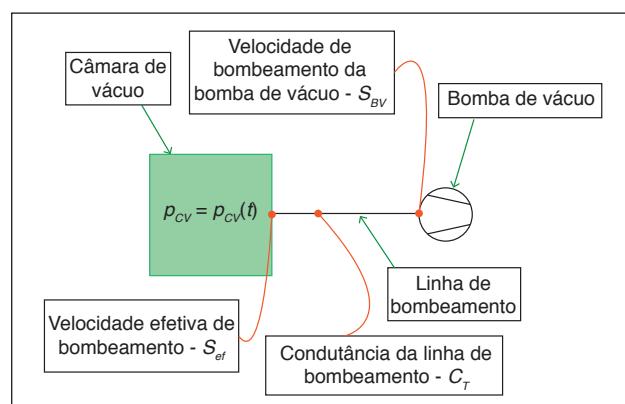 Velocidade de
bombeamento da
bomba de vácuo - S_BV
Câmara de
vácuo
Bomba de vácuo
p_CV = p_CV(t)
Linha de
bombeamento
Velocidade efetiva de
bombeamento - S_ef
Condutância da linha de
bombeamento - C_T